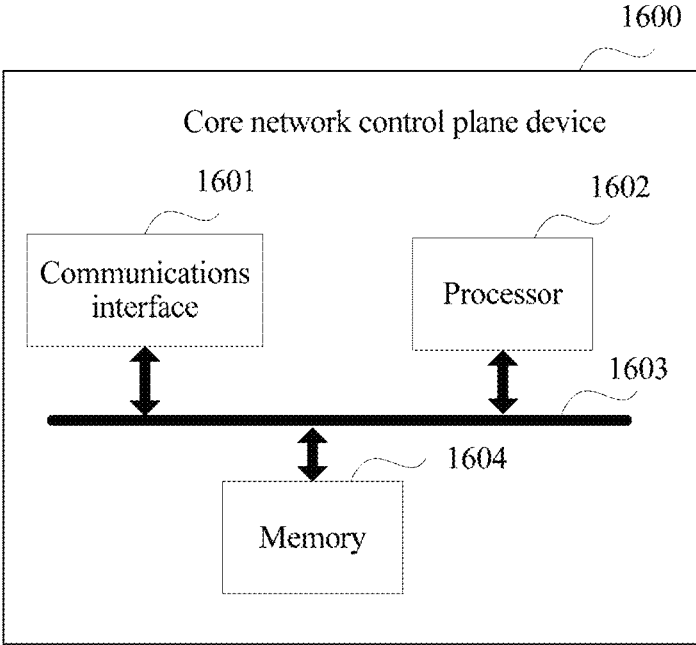 1600
Core network control plane device
1601
1602
Communications
interface
Processor
1603
1604
Memory